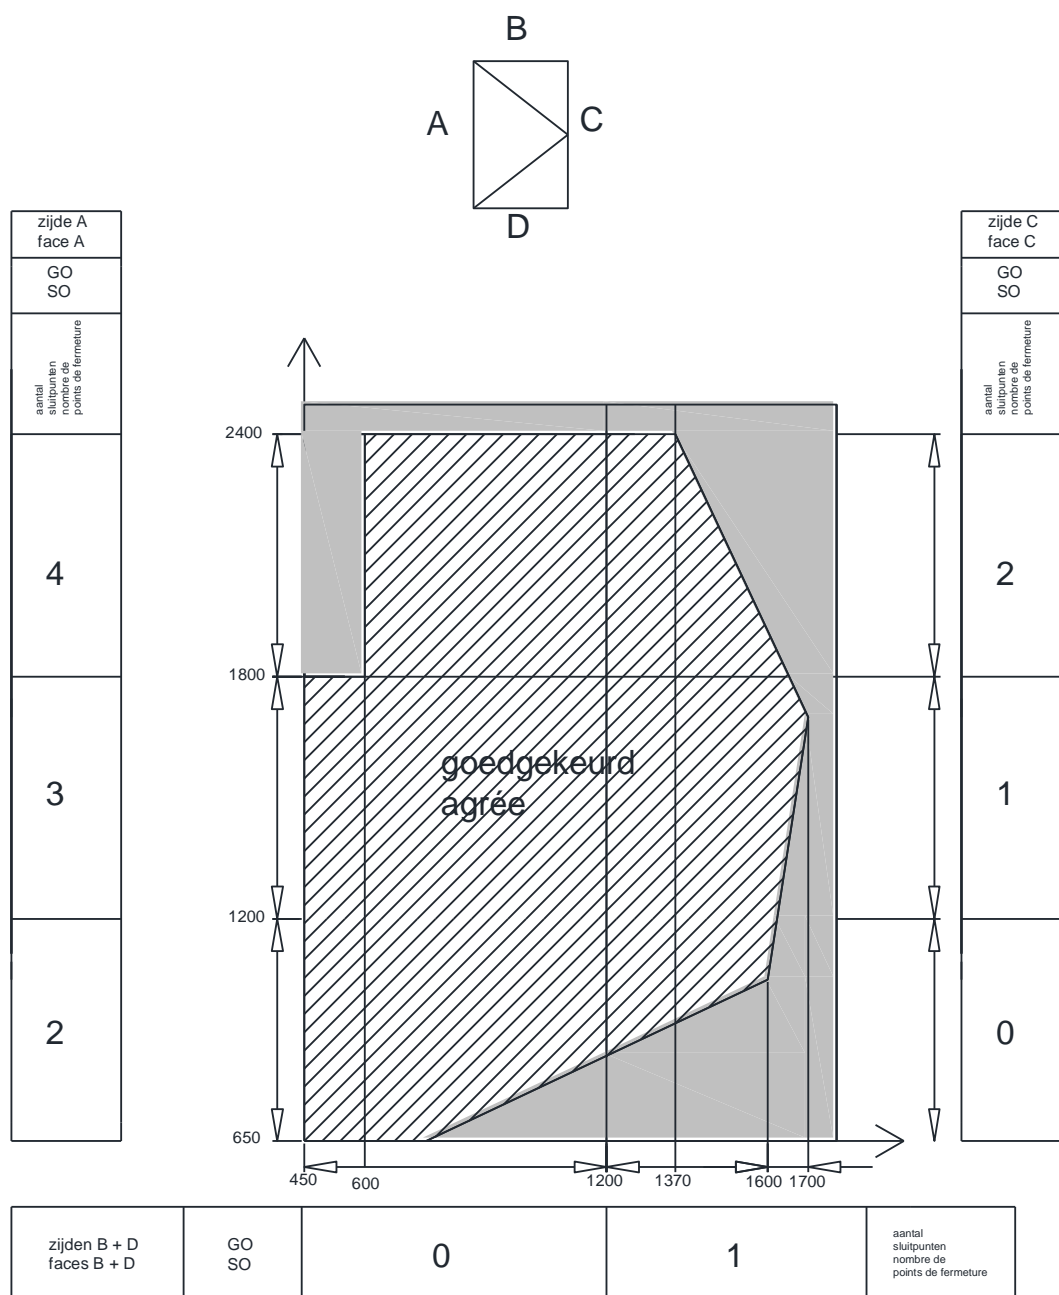 B
A
C
D
zijde A
face A
GO
SO
aantal
sluitpunten
nombre de
points de fermeture
4
3
2
zijde C
face C
GO
SO
aantal
sluitpunten
nombre de
points de fermeture
2
1
0
2400
1800
1200
650
goedgekeurd
agrée
450
600
1200
1370
1600
1700
zijden B + D
faces B + D
GO
SO
0
1
aantal
sluitpunten
nombre de
points de fermeture